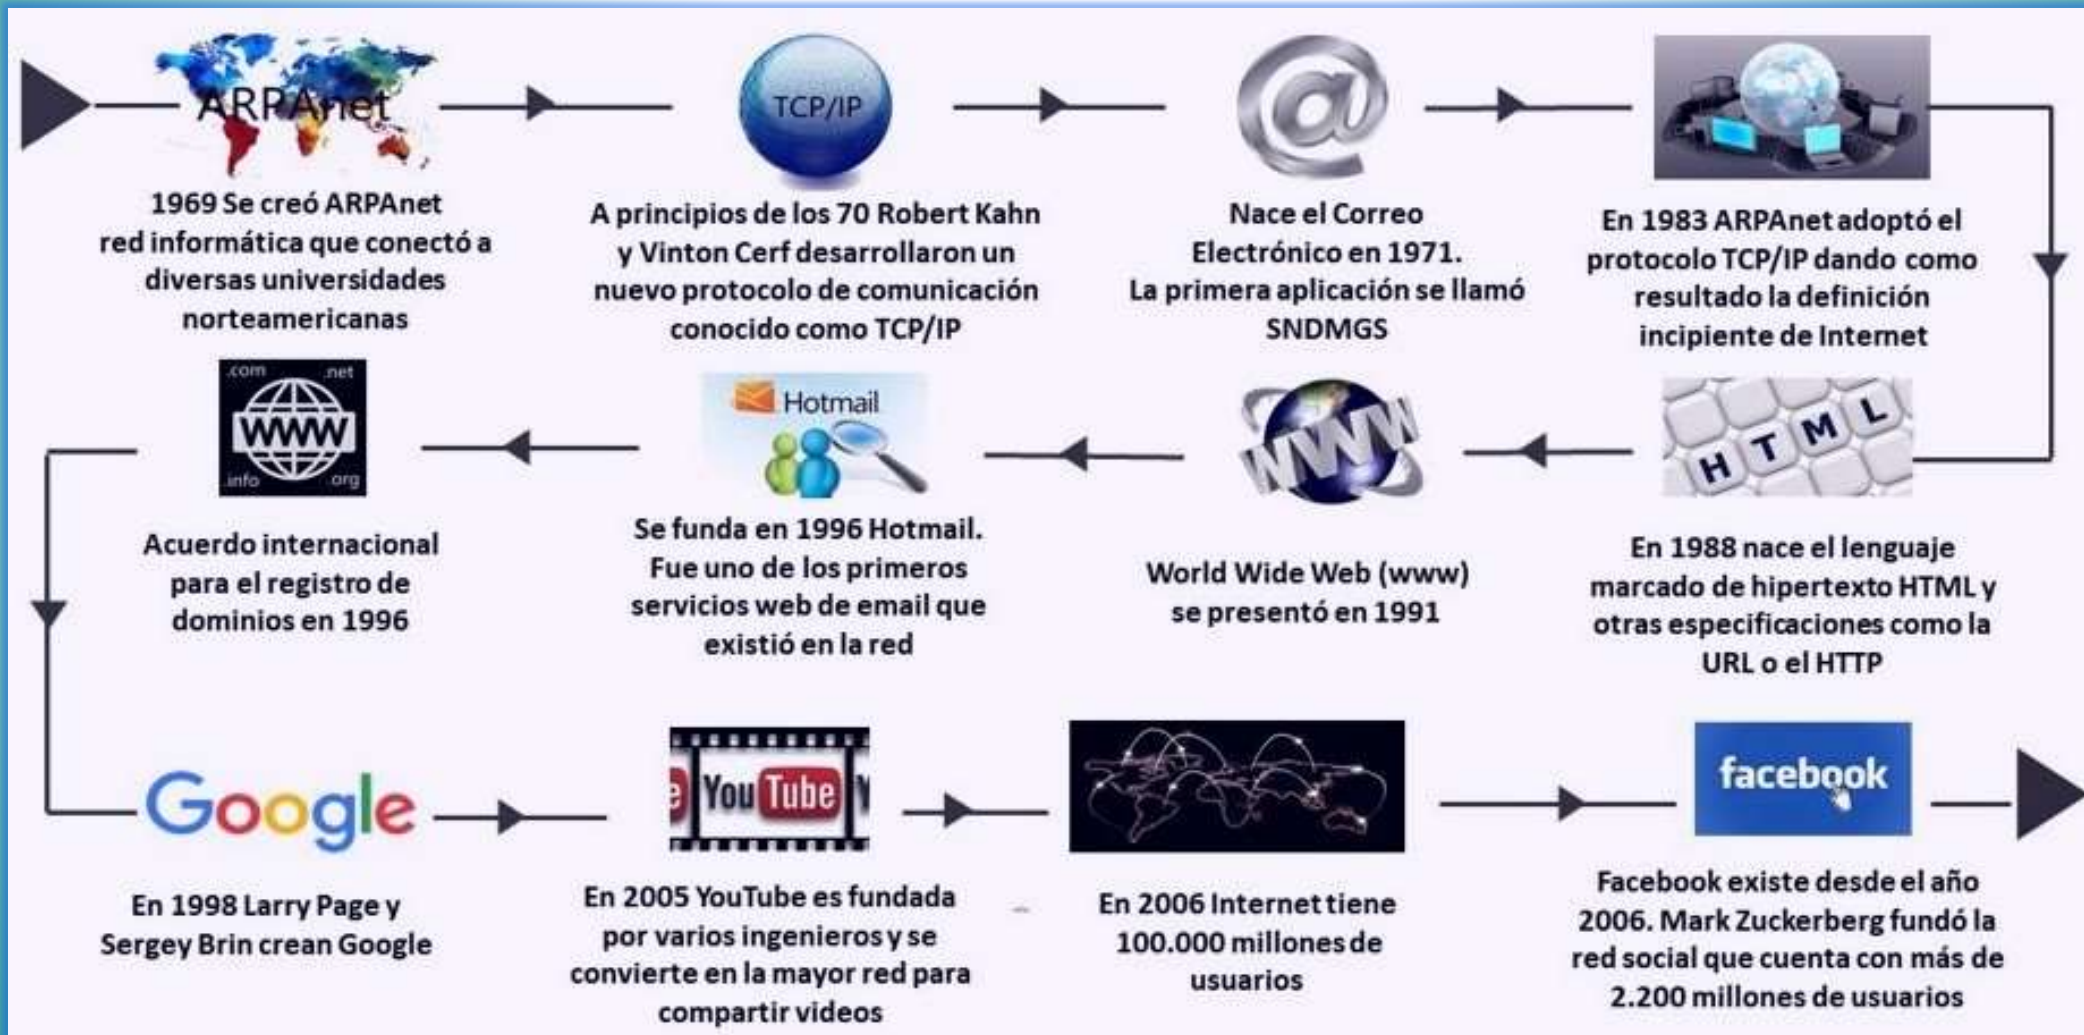 ARPAnet
1969 Se creó ARPAnet
red informática que conectó a
diversas universidades
norteamericanas
TCP/IP
A principios de los 70 Robert Kahn
y Vinton Cerf desarrollaron un
nuevo protocolo de comunicación
conocido como TCP/IP
@
Nace el Correo
Electrónico en 1971.
La primera aplicación se llamó
SNDMGS
En 1983 ARPAnet adoptó el
protocolo TCP/IP dando como
resultado la definición
incipiente de Internet
HTML
En 1988 nace el lenguaje
marcado de hipertexto HTML y
otras especificaciones como la
URL o el HTTP
WWW
World Wide Web (www)
se presentó en 1991
Hotmail
Se funda en 1996 Hotmail.
Fue uno de los primeros
servicios web de email que
existió en la red
.com .net
WWW
.info .org
Acuerdo internacional
para el registro de
dominios en 1996
Google
En 1998 Larry Page y
Sergey Brin crean Google
e YouTube Y
En 2005 YouTube es fundada
por varios ingenieros y se
convierte en la mayor red para
compartir videos
En 2006 Internet tiene
100.000 millones de
usuarios
facebook
Facebook existe desde el año
2006. Mark Zuckerberg fundó la
red social que cuenta con más de
2.200 millones de usuarios